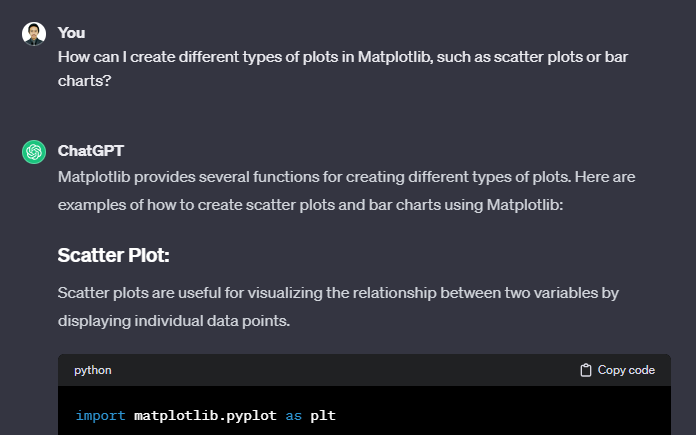 You
How can I create different types of plots in Matplotlib, such as scatter plots or bar
charts?
ChatGPT
Matplotlib provides several functions for creating different types of plots. Here are
examples of how to create scatter plots and bar charts using Matplotlib:
Scatter Plot:
Scatter plots are useful for visualizing the relationship between two variables by
displaying individual data points.
python Copy code
import matplotlib.pyplot as plt